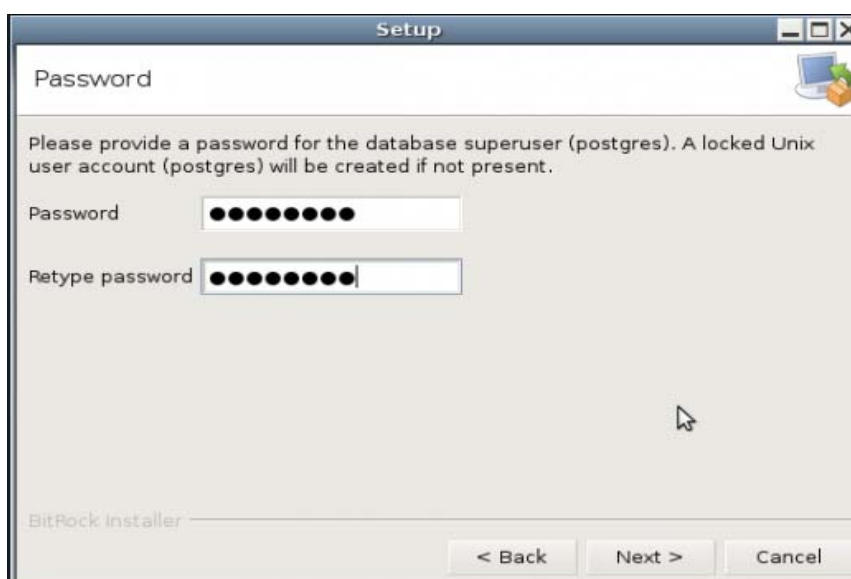 Setup
Password
Please provide a password for the database superuser (postgres). A locked Unix
user account (postgres) will be created if not present.
Password ●●●●●●●●
Retype password ●●●●●●●●
BitRock Installer
< Back Next > Cancel